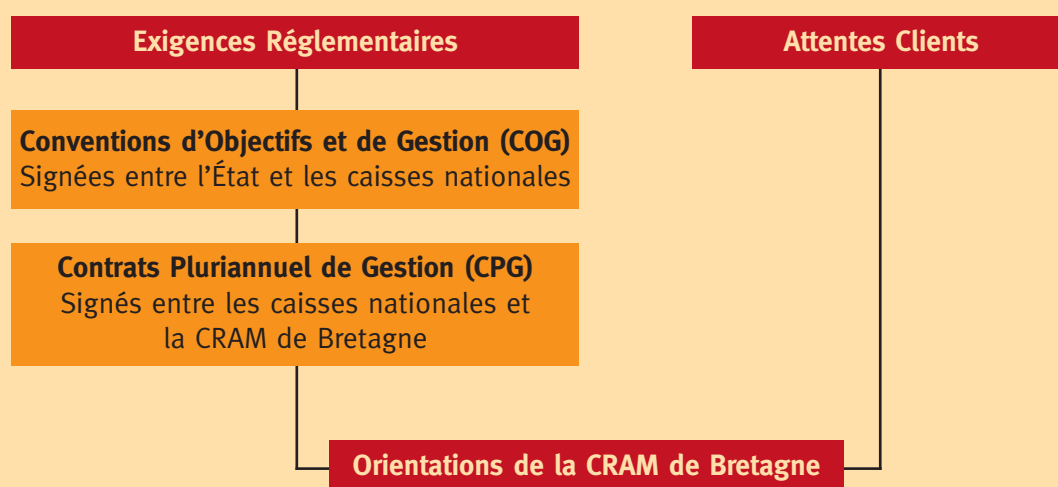 Exigences Réglementaires
Attentes Clients
Conventions d'Objectifs et de Gestion (COG)
Signées entre l'État et les caisses nationales
Contrats Pluriannuel de Gestion (CPG)
Signés entre les caisses nationales et
la CRAM de Bretagne
Orientations de la CRAM de Bretagne